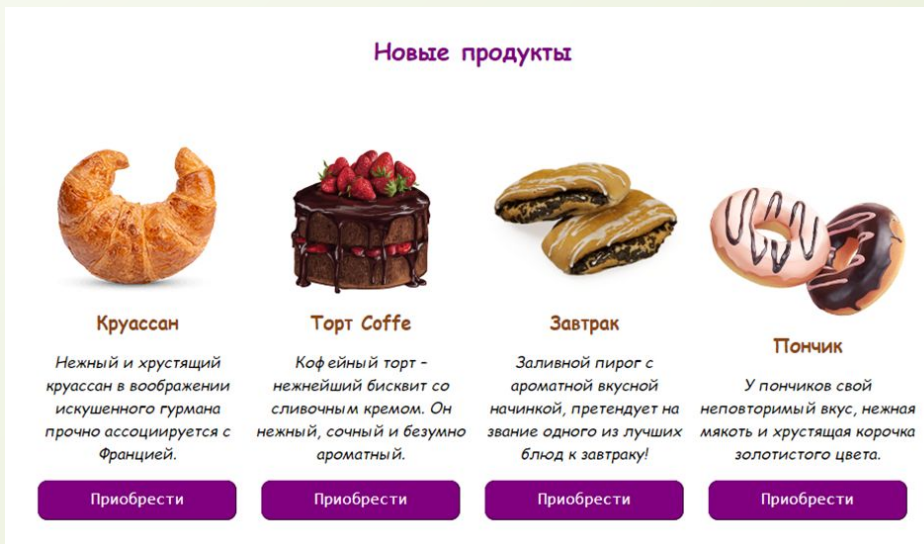 Новые продукты
Круассан
Нежный и хрустящий
круассан в воображении
искушенного гурмана
прочно ассоциируется с
Францией.
Приобрести
Торт Coffe
Кофейный торт –
нежнейший бисквит со
сливочным кремом. Он
нежный, сочный и безумно
ароматный.
Приобрести
Завтрак
Заливной пирог с
ароматной вкусной
начинкой, претендует на
звание одного из лучших
блюд к завтраку!
Приобрести
Пончик
У пончиков свой
неповторимый вкус, нежная
мякоть и хрустящая корочка
золотистого цвета.
Приобрести